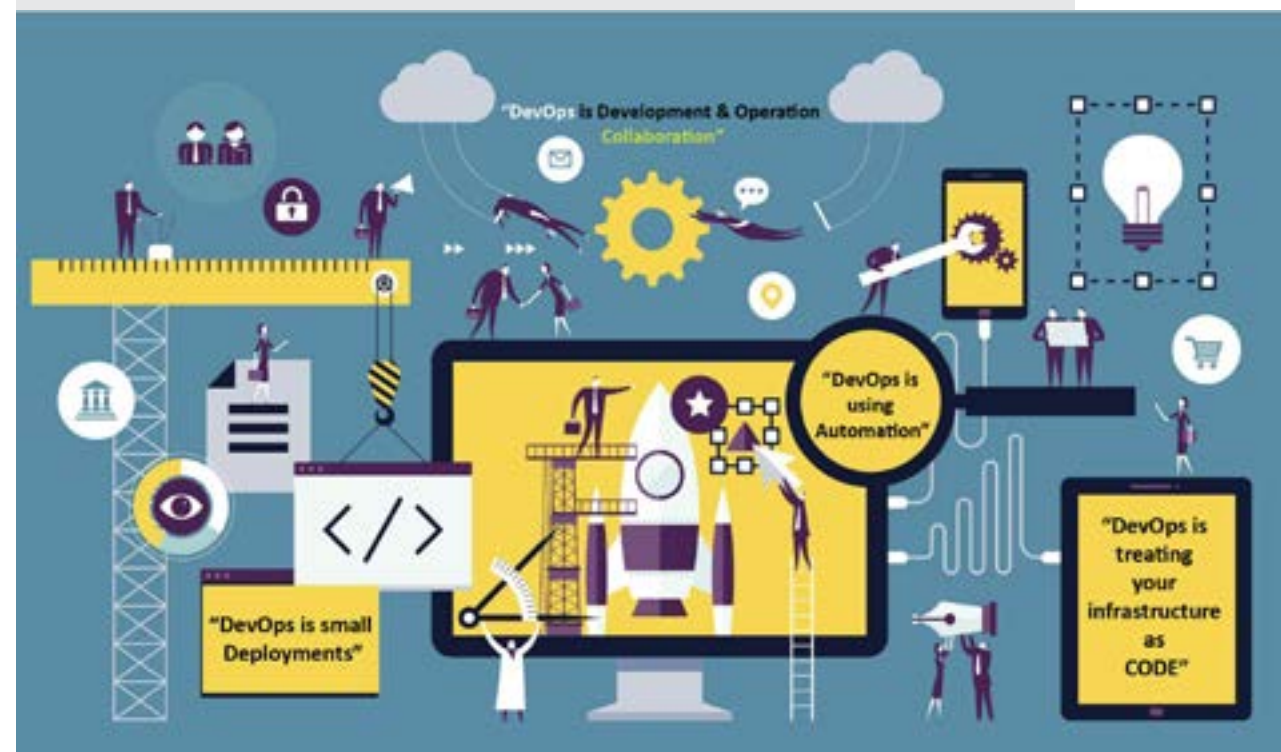 “DevOps is Development & Operation
Collaboration”
“DevOps is
using
Automation”
</>
“DevOps is small
Deployments”
“DevOps is
treating
your
infrastructure
as
CODE”